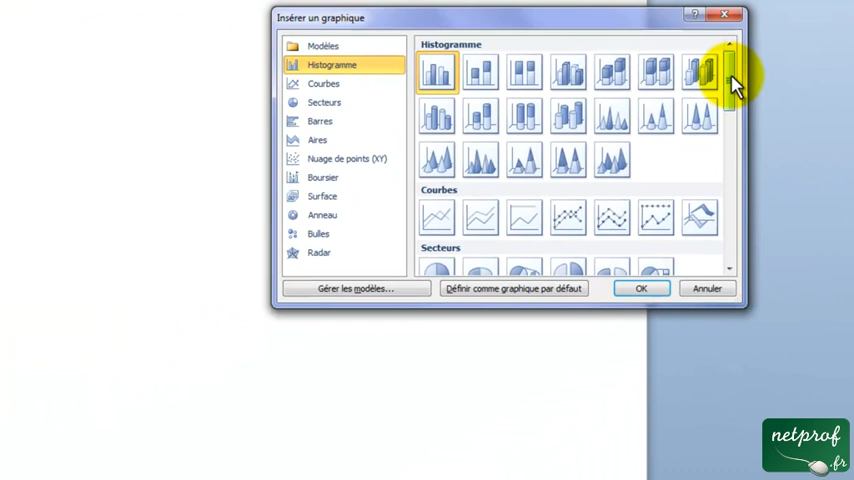 Insérer un graphique
Modèles
Histogramme
Courbes
Secteurs
Barres
Aires
Nuage de points (XY)
Boursier
Surface
Anneau
Bulles
Radar
Histogramme
Courbes
Secteurs
Gérer les modèles...
Définir comme graphique par défaut
OK
Annuler
netprof
.fr